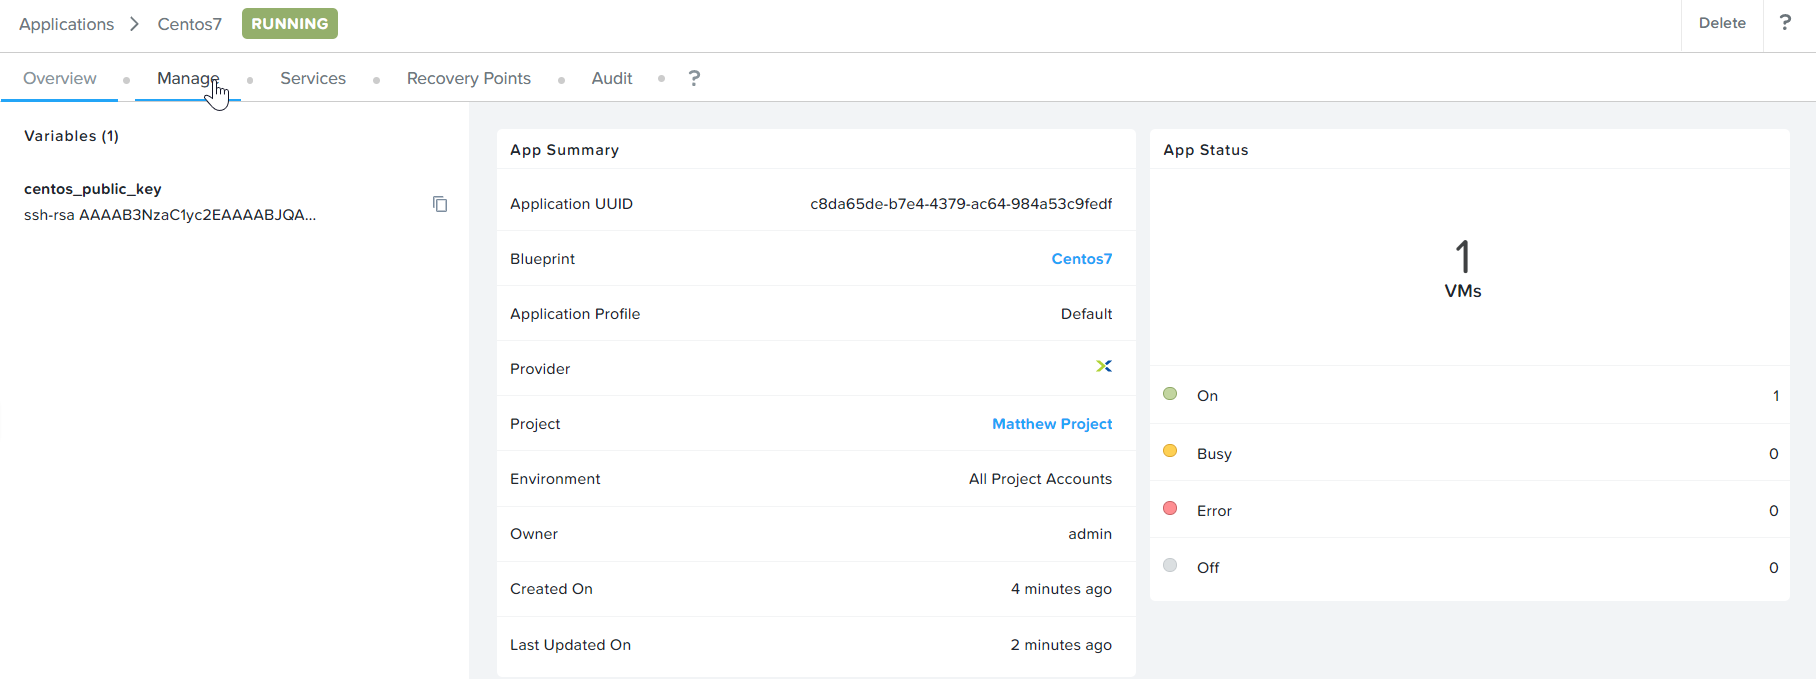 Applications > Centos7 RUNNING Delete ?
Overview Manage Services Recovery Points Audit ?
Variables (1)
centos_public_key
ssh-rsa AAAAB3NzaC1yc2EAAAABJQA...
App Summary
Application UUID c8da65de-b7e4-4379-ac64-984a53c9fedf
Blueprint Centos7
Application Profile Default
Provider
Project Matthew Project
Environment All Project Accounts
Owner admin
Created On 4 minutes ago
Last Updated On 2 minutes ago
App Status
1
VMs
On 1
Busy 0
Error 0
Off 0